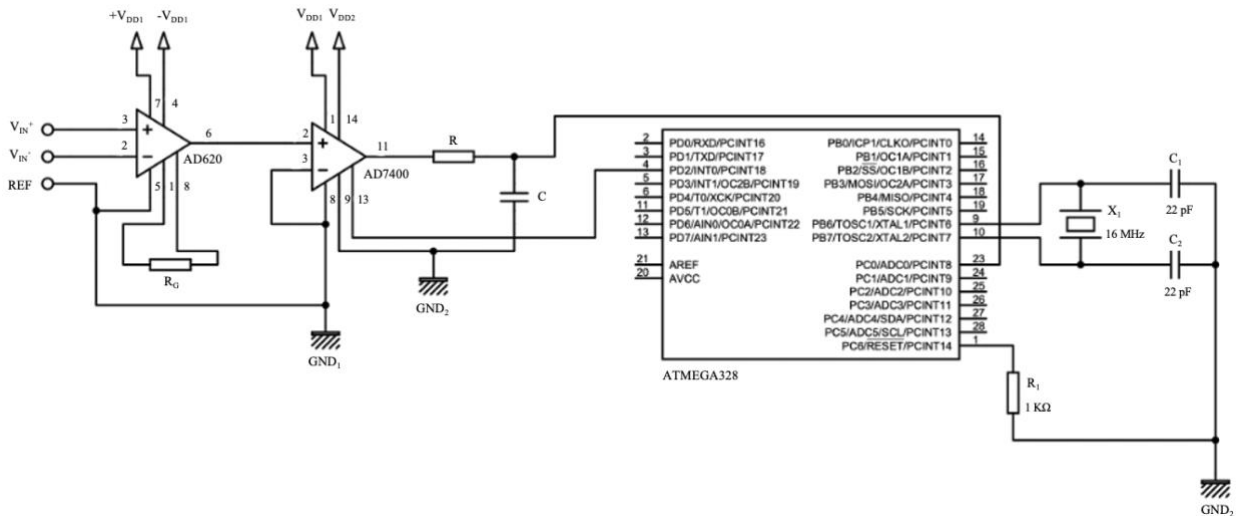 +V_DD1 -V_DD1
V_DD1 V_DD2
7 4
1 14
V_IN+ 3 + 6
V_IN- 2 −
AD620
REF
5 1 8
R_G
2 + 11
3 −
AD7400
8 9 13
R
C
GND1
GND2
2 PD0/RXD/PCINT16
3 PD1/TXD/PCINT17
4 PD2/INT0/PCINT18
5 PD3/INT1/OC2B/PCINT19
6 PD4/T0/XCK/PCINT20
11 PD5/T1/OC0B/PCINT21
12 PD6/AIN0/OC0A/PCINT22
13 PD7/AIN1/PCINT23
21 AREF
20 AVCC
PB0/ICP1/CLKO/PCINT0 14
PB1/OC1A/PCINT1 15
PB2/SS/OC1B/PCINT2 16
PB3/MOSI/OC2A/PCINT3 17
PB4/MISO/PCINT4 18
PB5/SCK/PCINT5 19
PB6/TOSC1/XTAL1/PCINT6 9
PB7/TOSC2/XTAL2/PCINT7 10
PC0/ADC0/PCINT8 23
PC1/ADC1/PCINT9 24
PC2/ADC2/PCINT10 25
PC3/ADC3/PCINT11 26
PC4/ADC4/SDA/PCINT12 27
PC5/ADC5/SCL/PCINT13 28
PC6/RESET/PCINT14 1
ATMEGA328
C1
22 pF
X1
16 MHz
C2
22 pF
R1
1 KΩ
GND2